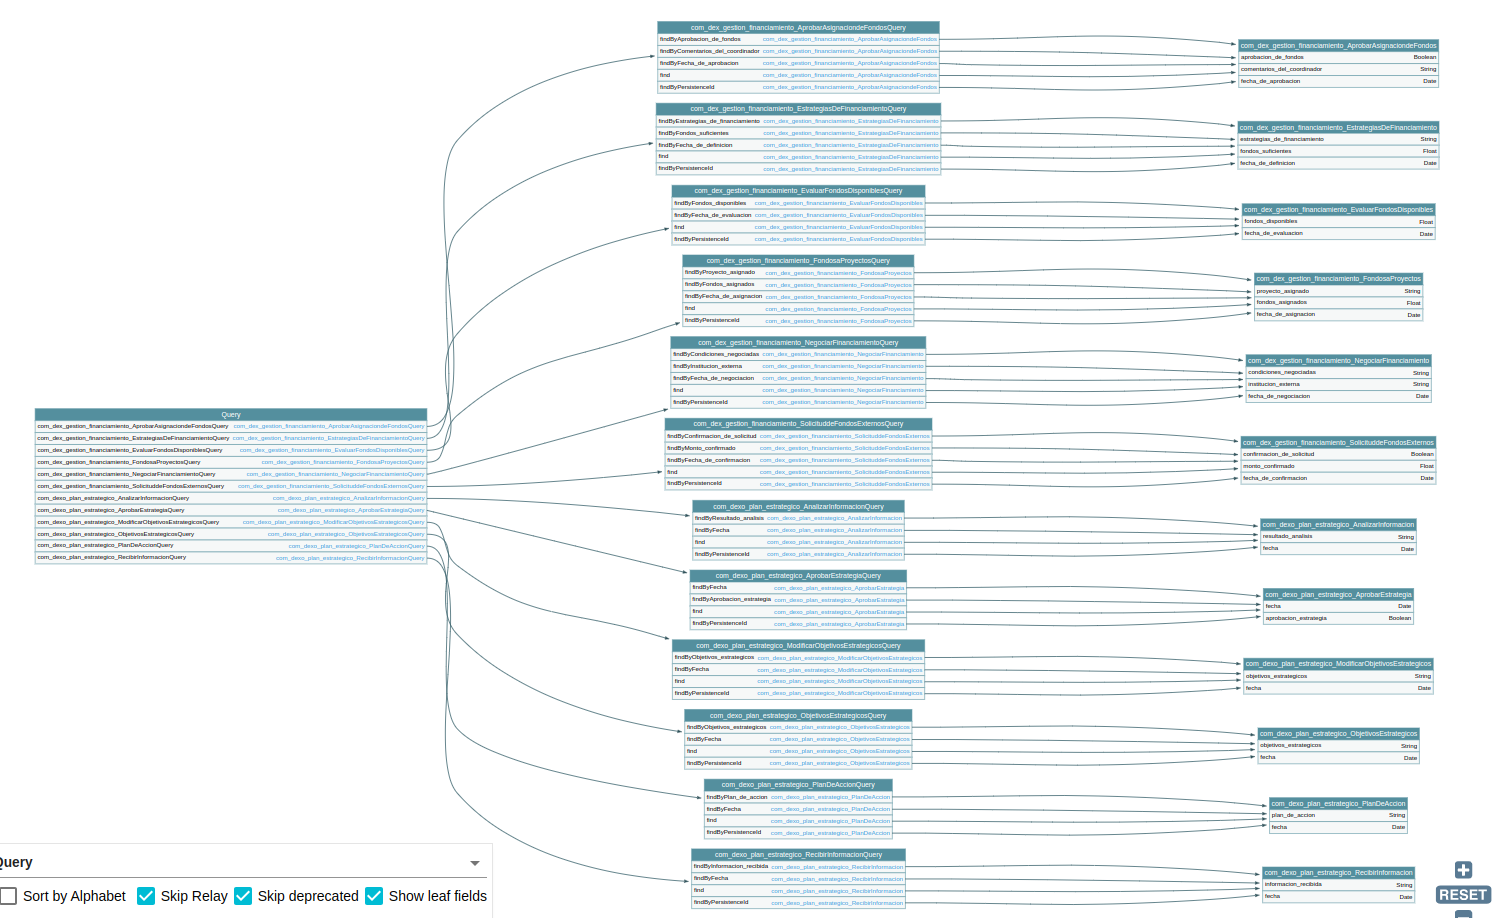 Query
com_dex_gestion_financiamiento_AprobarAsignaciondeFondosQuery com_dex_gestion_financiamiento_AprobarAsignaciondeFondosQuery
com_dex_gestion_financiamiento_EstrategiasDeFinanciamientoQuery com_dex_gestion_financiamiento_EstrategiasDeFinanciamientoQuery
com_dex_gestion_financiamiento_EvaluarFondosDisponiblesQuery com_dex_gestion_financiamiento_EvaluarFondosDisponiblesQuery
com_dex_gestion_financiamiento_FondosaProyectosQuery com_dex_gestion_financiamiento_FondosaProyectosQuery
com_dex_gestion_financiamiento_NegociarFinanciamientoQuery com_dex_gestion_financiamiento_NegociarFinanciamientoQuery
com_dex_gestion_financiamiento_SolicituddeFondosExternosQuery com_dex_gestion_financiamiento_SolicituddeFondosExternosQuery
com_dexo_plan_estrategico_AnalizarInformacionQuery com_dexo_plan_estrategico_AnalizarInformacionQuery
com_dexo_plan_estrategico_AprobarEstrategiaQuery com_dexo_plan_estrategico_AprobarEstrategiaQuery
com_dexo_plan_estrategico_ModificarObjetivosEstrategicosQuery com_dexo_plan_estrategico_ModificarObjetivosEstrategicosQuery
com_dexo_plan_estrategico_ObjetivosEstrategicosQuery com_dexo_plan_estrategico_ObjetivosEstrategicosQuery
com_dexo_plan_estrategico_PlanDeAccionQuery com_dexo_plan_estrategico_PlanDeAccionQuery
com_dexo_plan_estrategico_RecibirInformacionQuery com_dexo_plan_estrategico_RecibirInformacionQuery
com_dex_gestion_financiamiento_AprobarAsignaciondeFondosQuery
findByAprobacion_de_fondos com_dex_gestion_financiamiento_AprobarAsignaciondeFondos
findByComentarios_del_coordinador com_dex_gestion_financiamiento_AprobarAsignaciondeFondos
findByFecha_de_aprobacion com_dex_gestion_financiamiento_AprobarAsignaciondeFondos
find com_dex_gestion_financiamiento_AprobarAsignaciondeFondos
findByPersistenceId com_dex_gestion_financiamiento_AprobarAsignaciondeFondos
com_dex_gestion_financiamiento_EstrategiasDeFinanciamientoQuery
findByEstrategias_de_financiamiento com_dex_gestion_financiamiento_EstrategiasDeFinanciamiento
findByFondos_suficientes com_dex_gestion_financiamiento_EstrategiasDeFinanciamiento
findByFecha_de_definicion com_dex_gestion_financiamiento_EstrategiasDeFinanciamiento
find com_dex_gestion_financiamiento_EstrategiasDeFinanciamiento
findByPersistenceId com_dex_gestion_financiamiento_EstrategiasDeFinanciamiento
com_dex_gestion_financiamiento_EvaluarFondosDisponiblesQuery
findByFondos_disponibles com_dex_gestion_financiamiento_EvaluarFondosDisponibles
findByFecha_de_evaluacion com_dex_gestion_financiamiento_EvaluarFondosDisponibles
find com_dex_gestion_financiamiento_EvaluarFondosDisponibles
findByPersistenceId com_dex_gestion_financiamiento_EvaluarFondosDisponibles
com_dex_gestion_financiamiento_FondosaProyectosQuery
findByProyecto_asignado com_dex_gestion_financiamiento_FondosaProyectos
findByFondos_asignados com_dex_gestion_financiamiento_FondosaProyectos
findByFecha_de_asignacion com_dex_gestion_financiamiento_FondosaProyectos
find com_dex_gestion_financiamiento_FondosaProyectos
findByPersistenceId com_dex_gestion_financiamiento_FondosaProyectos
com_dex_gestion_financiamiento_NegociarFinanciamientoQuery
findByCondiciones_negociadas com_dex_gestion_financiamiento_NegociarFinanciamiento
findByInstitucion_externa com_dex_gestion_financiamiento_NegociarFinanciamiento
findByFecha_de_negociacion com_dex_gestion_financiamiento_NegociarFinanciamiento
find com_dex_gestion_financiamiento_NegociarFinanciamiento
findByPersistenceId com_dex_gestion_financiamiento_NegociarFinanciamiento
com_dex_gestion_financiamiento_SolicituddeFondosExternosQuery
findByConfirmacion_de_solicitud com_dex_gestion_financiamiento_SolicituddeFondosExternos
findByMonto_confirmado com_dex_gestion_financiamiento_SolicituddeFondosExternos
findByFecha_de_confirmacion com_dex_gestion_financiamiento_SolicituddeFondosExternos
find com_dex_gestion_financiamiento_SolicituddeFondosExternos
findByPersistenceId com_dex_gestion_financiamiento_SolicituddeFondosExternos
com_dexo_plan_estrategico_AnalizarInformacionQuery
findByResultado_analisis com_dexo_plan_estrategico_AnalizarInformacion
findByFecha com_dexo_plan_estrategico_AnalizarInformacion
find com_dexo_plan_estrategico_AnalizarInformacion
findByPersistenceId com_dexo_plan_estrategico_AnalizarInformacion
com_dexo_plan_estrategico_AprobarEstrategiaQuery
findByFecha com_dexo_plan_estrategico_AprobarEstrategia
findByAprobacion_estrategia com_dexo_plan_estrategico_AprobarEstrategia
find com_dexo_plan_estrategico_AprobarEstrategia
findByPersistenceId com_dexo_plan_estrategico_AprobarEstrategia
com_dexo_plan_estrategico_ModificarObjetivosEstrategicosQuery
findByObjetivos_estrategicos com_dexo_plan_estrategico_ModificarObjetivosEstrategicos
findByFecha com_dexo_plan_estrategico_ModificarObjetivosEstrategicos
find com_dexo_plan_estrategico_ModificarObjetivosEstrategicos
findByPersistenceId com_dexo_plan_estrategico_ModificarObjetivosEstrategicos
com_dexo_plan_estrategico_ObjetivosEstrategicosQuery
findByObjetivos_estrategicos com_dexo_plan_estrategico_ObjetivosEstrategicos
findByFecha com_dexo_plan_estrategico_ObjetivosEstrategicos
find com_dexo_plan_estrategico_ObjetivosEstrategicos
findByPersistenceId com_dexo_plan_estrategico_ObjetivosEstrategicos
com_dexo_plan_estrategico_PlanDeAccionQuery
findByPlan_de_accion com_dexo_plan_estrategico_PlanDeAccion
findByFecha com_dexo_plan_estrategico_PlanDeAccion
find com_dexo_plan_estrategico_PlanDeAccion
findByPersistenceId com_dexo_plan_estrategico_PlanDeAccion
com_dexo_plan_estrategico_RecibirInformacionQuery
findByInformacion_recibida com_dexo_plan_estrategico_RecibirInformacion
findByFecha com_dexo_plan_estrategico_RecibirInformacion
find com_dexo_plan_estrategico_RecibirInformacion
findByPersistenceId com_dexo_plan_estrategico_RecibirInformacion
com_dex_gestion_financiamiento_AprobarAsignaciondeFondos
aprobacion_de_fondos Boolean
comentarios_del_coordinador String
fecha_de_aprobacion Date
com_dex_gestion_financiamiento_EstrategiasDeFinanciamiento
estrategias_de_financiamiento String
fondos_suficientes Float
fecha_de_definicion Date
com_dex_gestion_financiamiento_EvaluarFondosDisponibles
fondos_disponibles Float
fecha_de_evaluacion Date
com_dex_gestion_financiamiento_FondosaProyectos
proyecto_asignado String
fondos_asignados Float
fecha_de_asignacion Date
com_dex_gestion_financiamiento_NegociarFinanciamiento
condiciones_negociadas String
institucion_externa String
fecha_de_negociacion Date
com_dex_gestion_financiamiento_SolicituddeFondosExternos
confirmacion_de_solicitud Boolean
monto_confirmado Float
fecha_de_confirmacion Date
com_dexo_plan_estrategico_AnalizarInformacion
resultado_analisis String
fecha Date
com_dexo_plan_estrategico_AprobarEstrategia
fecha Date
aprobacion_estrategia Boolean
com_dexo_plan_estrategico_ModificarObjetivosEstrategicos
objetivos_estrategicos String
fecha Date
com_dexo_plan_estrategico_ObjetivosEstrategicos
objetivos_estrategicos String
fecha Date
com_dexo_plan_estrategico_PlanDeAccion
plan_de_accion String
fecha Date
com_dexo_plan_estrategico_RecibirInformacion
informacion_recibida String
fecha Date
Query
Sort by Alphabet Skip Relay Skip deprecated Show leaf fields
RESET